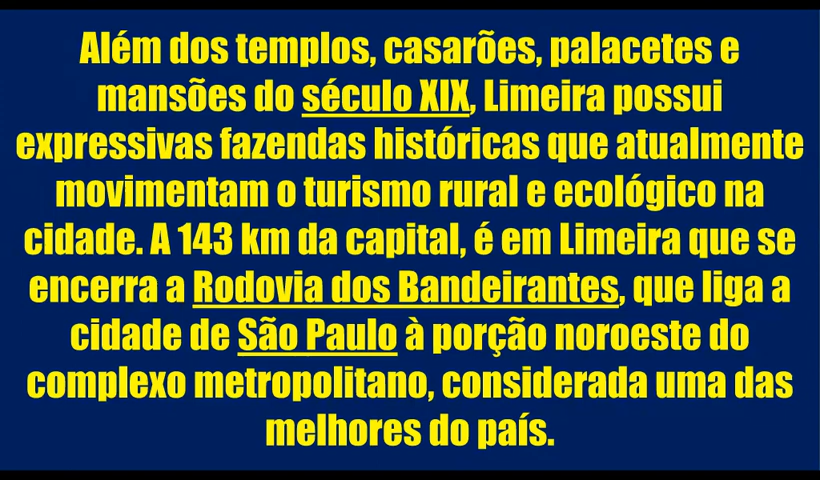 Além dos templos, casarões, palacetes e
mansões do século XIX, Limeira possui
expressivas fazendas históricas que atualmente
movimentam o turismo rural e ecológico na
cidade. A 143 km da capital, é em Limeira que se
encerra a Rodovia dos Bandeirantes, que liga a
cidade de São Paulo à porção noroeste do
complexo metropolitano, considerada uma das
melhores do país.